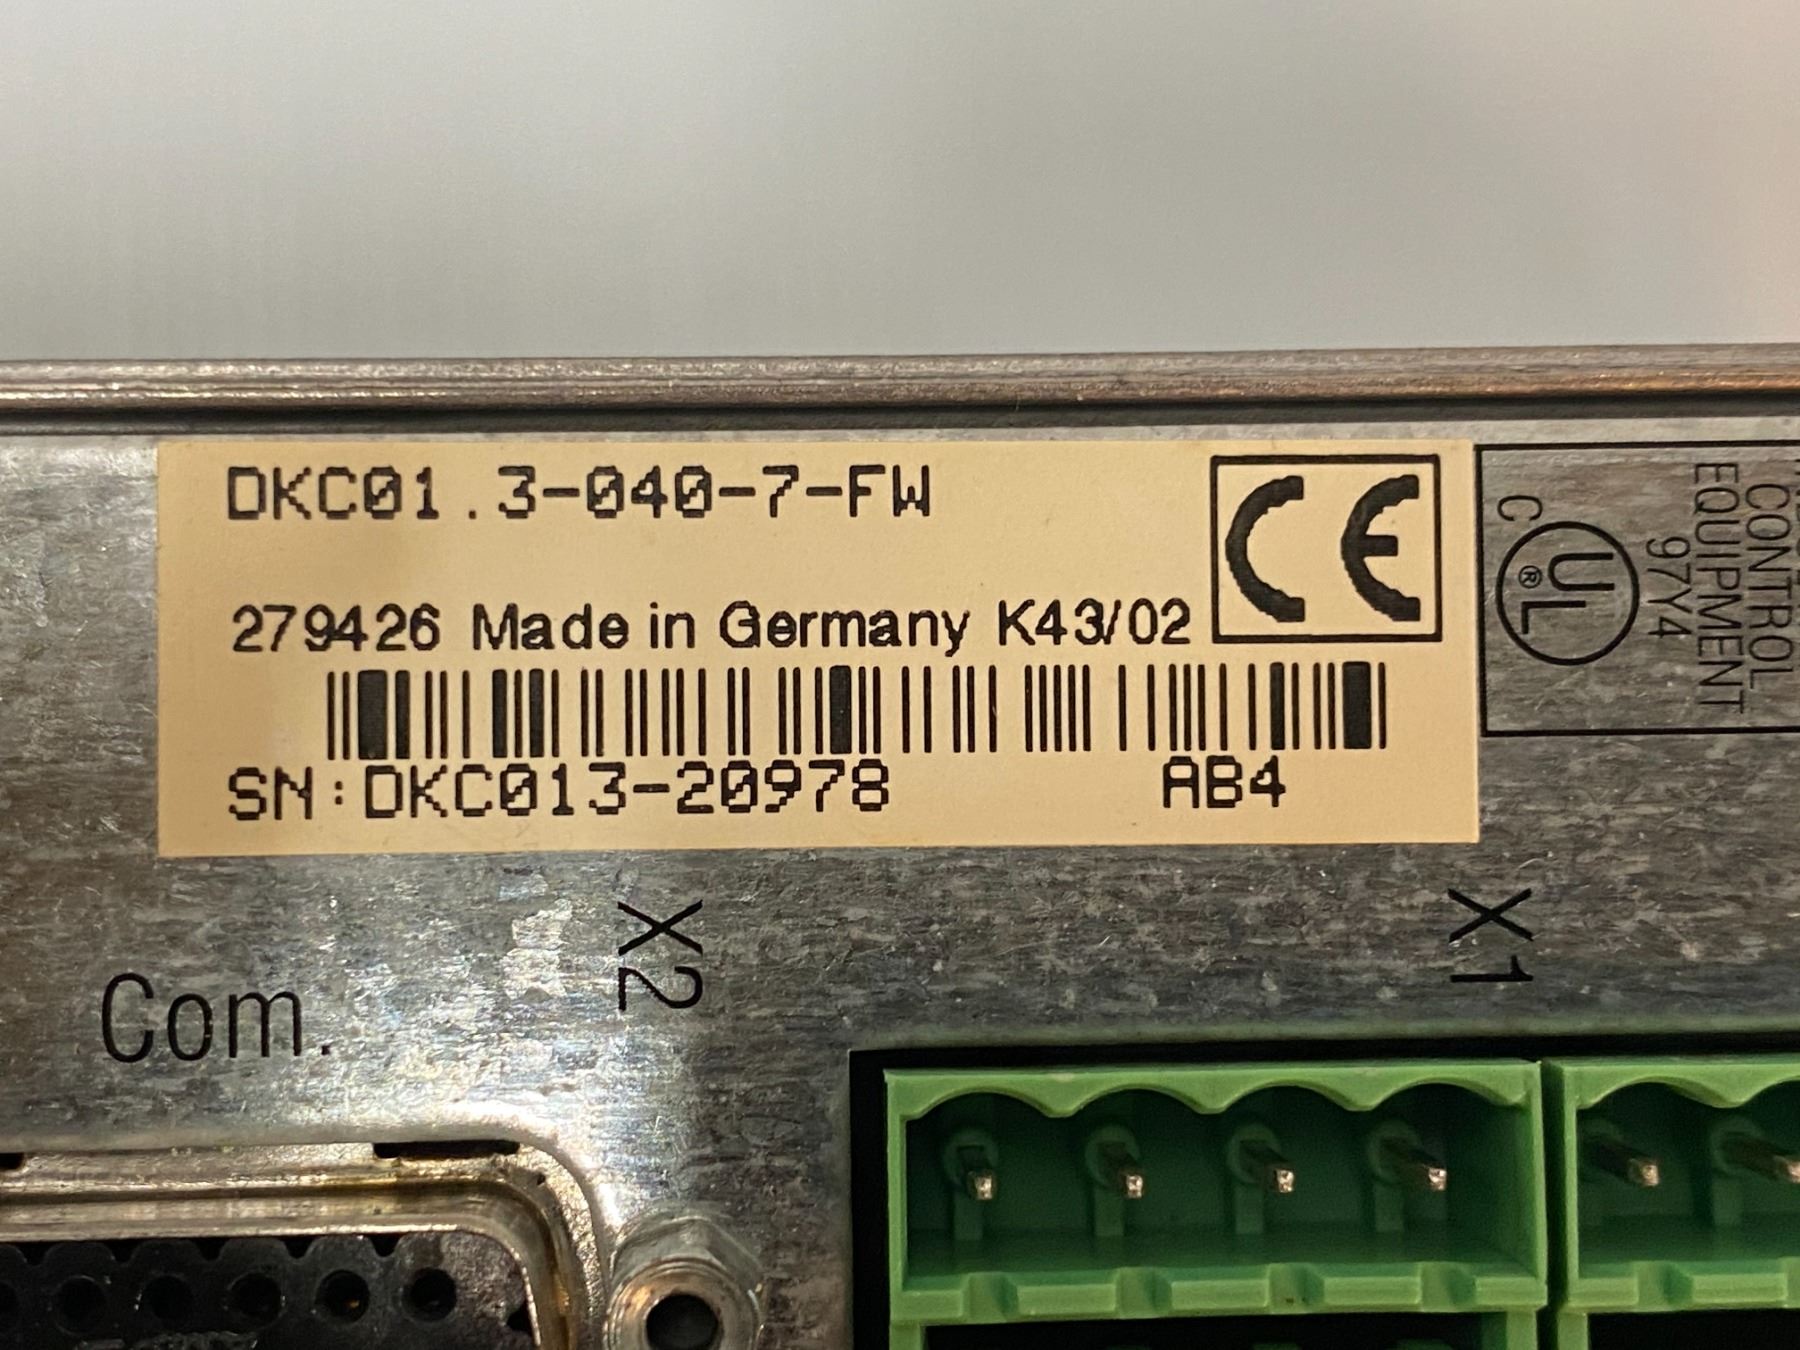 DKC01.3-040-7-FW
CE
279426 Made in Germany K43/02
SN:DKC013-20978 AB4
C UL ®
CONTROL
EQUIPMENT
97Y4
X2
X1
Com.